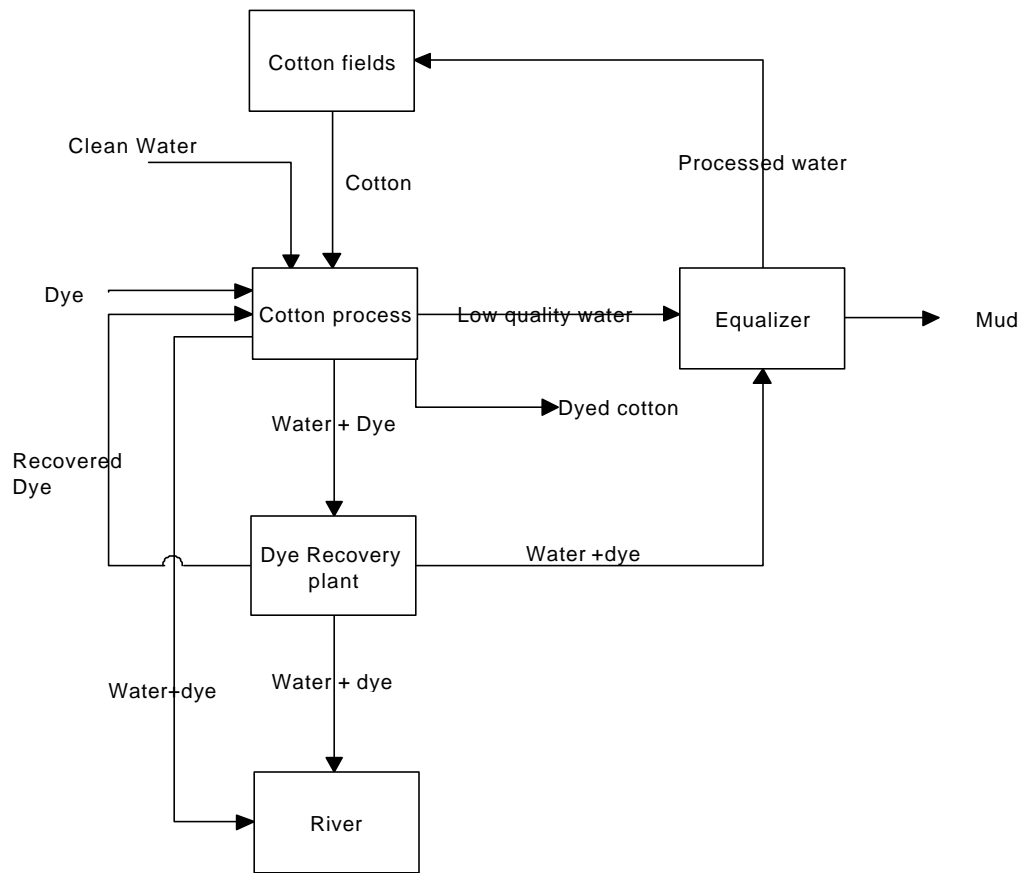 Cotton fields
Clean Water
Processed water
Cotton
Dye
Cotton process
Low quality water
Equalizer
Mud
Dyed cotton
Water + Dye
Recovered
Dye
Dye Recovery
plant
Water +dye
Water+dye
Water + dye
River